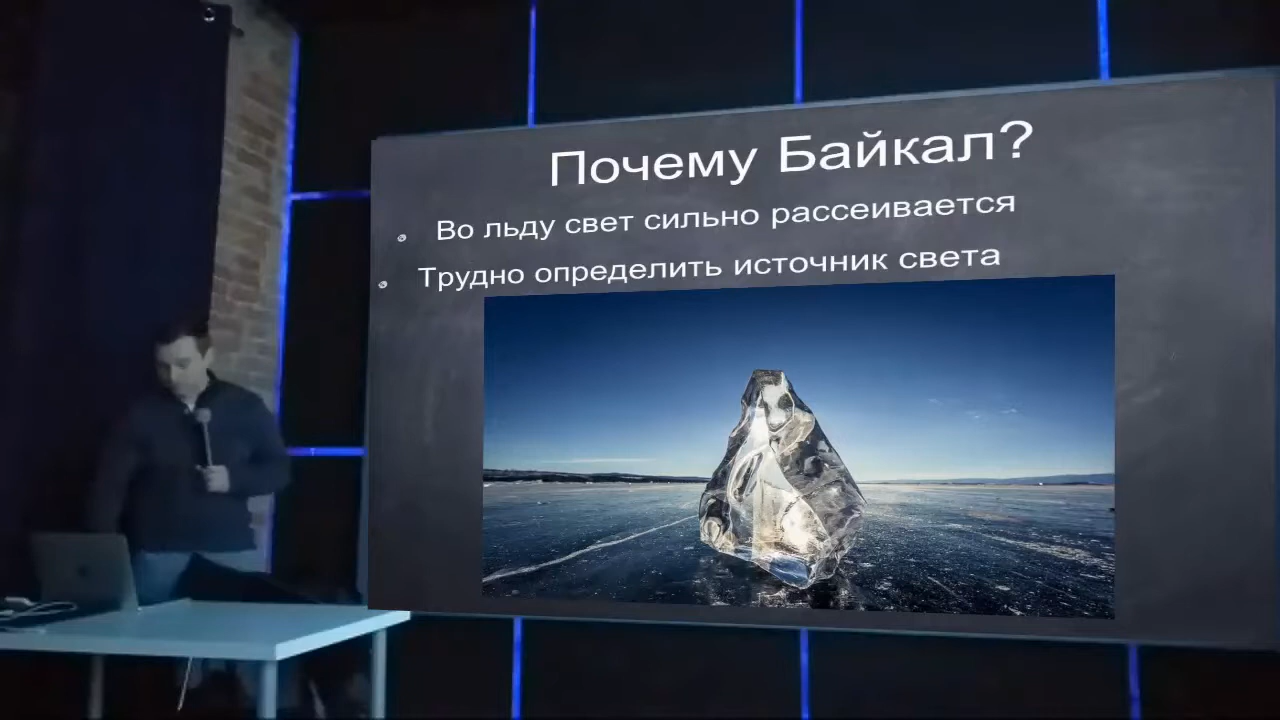 Почему Байкал?
Во льду свет сильно рассеивается
Трудно определить источник света